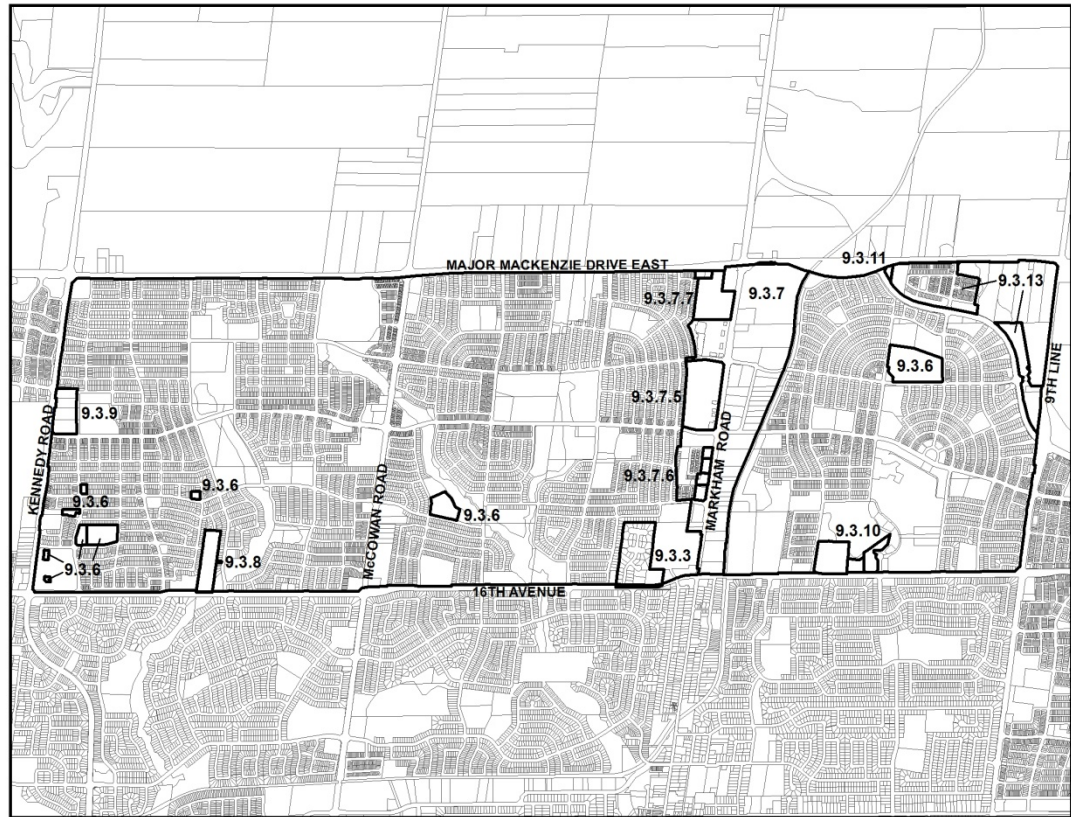 9.3.11
MAJOR MACKENZIE DRIVE EAST
9.3.13
9.3.7.7
9.3.7
9.3.6
9TH LINE
9.3.9
9.3.7.5
KENNEDY ROAD
MARKHAM ROAD
McCOWAN ROAD
9.3.7.6
9.3.6
9.3.6
9.3.6
9.3.10
9.3.3
9.3.8
9.3.6
16TH AVENUE